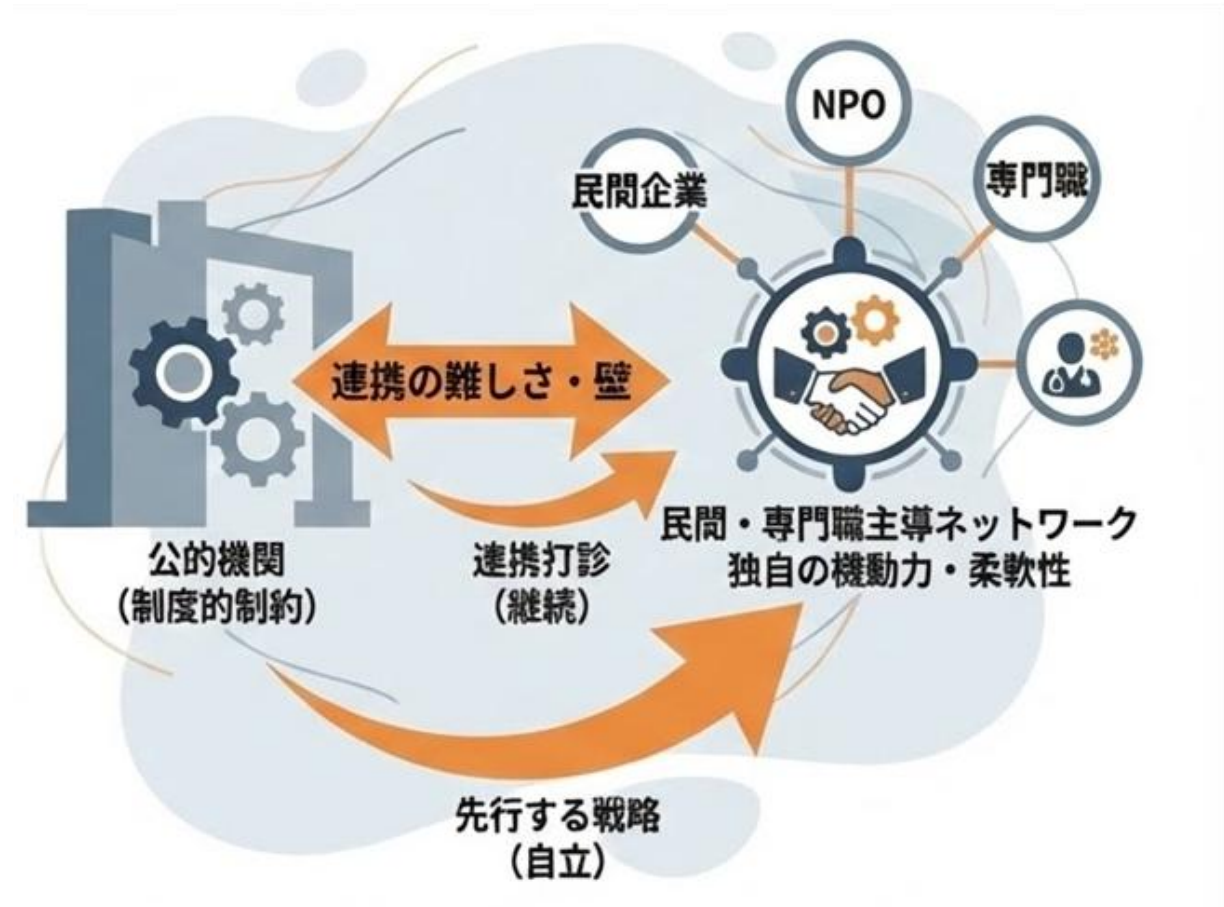 NPO
民間企業
専門職
連携の難しさ・壁
公的機関
（制度的制約）
連携打診
（継続）
民間・専門職主導ネットワーク
独自の機動力・柔軟性
先行する戦略
（自立）